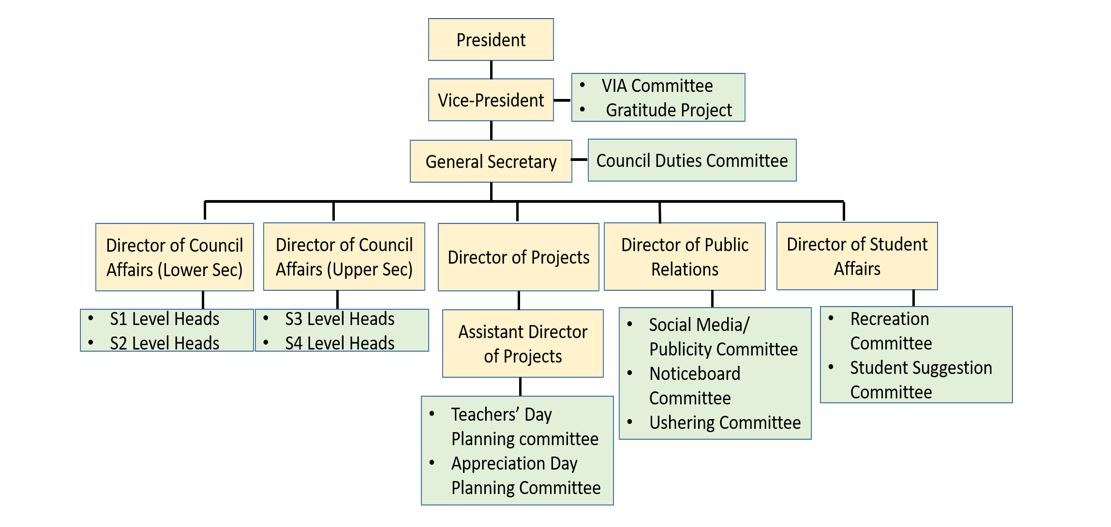 President
Vice-President
• VIA Committee
• Gratitude Project
General Secretary
Council Duties Committee
Director of Council
Affairs (Lower Sec)
• S1 Level Heads
• S2 Level Heads
Director of Council
Affairs (Upper Sec)
• S3 Level Heads
• S4 Level Heads
Director of Projects
Assistant Director
of Projects
• Teachers’ Day
Planning committee
• Appreciation Day
Planning Committee
Director of Public
Relations
• Social Media/
Publicity Committee
• Noticeboard
Committee
• Ushering Committee
Director of Student
Affairs
• Recreation
Committee
• Student Suggestion
Committee